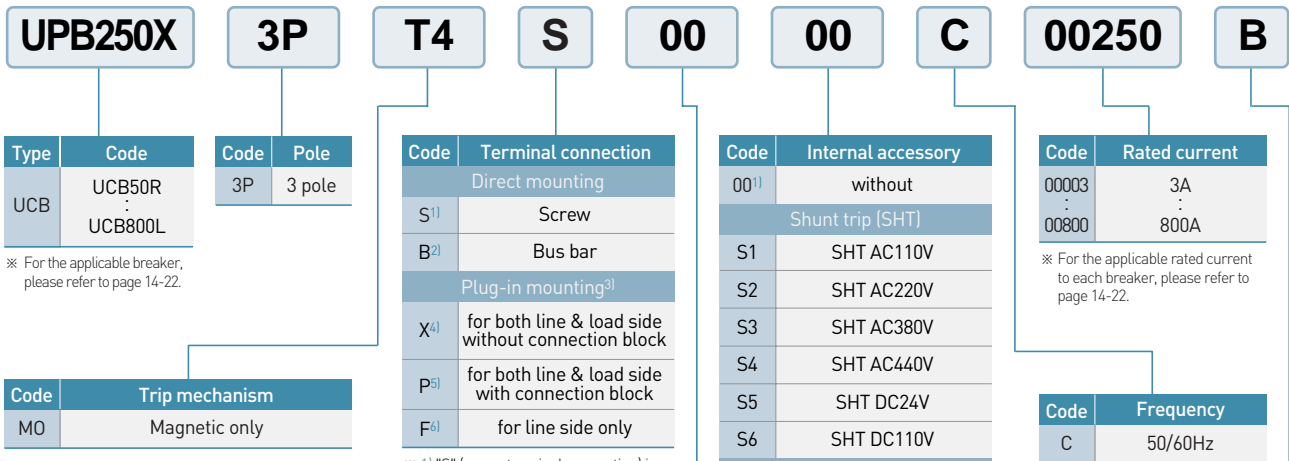 UPB250X 3P T4 S 00 00 C 00250 B
Type Code
UCB UCB50R
:
UCB800L
※ For the applicable breaker,
please refer to page 14-22.
Code Pole
3P 3 pole
Code Trip mechanism
MO Magnetic only
Code Terminal connection
Direct mounting
S1) Screw
B2) Bus bar
Plug-in mounting3)
X4) for both line & load side
without connection block
P5) for both line & load side
with connection block
F6) for line side only
Code Internal accessory
001) without
Shunt trip (SHT)
S1 SHT AC110V
S2 SHT AC220V
S3 SHT AC380V
S4 SHT AC440V
S5 SHT DC24V
S6 SHT DC110V
Code Rated current
00003 3A
: :
00800 800A
※ For the applicable rated current
to each breaker, please refer to
page 14-22.
Code Frequency
C 50/60Hz